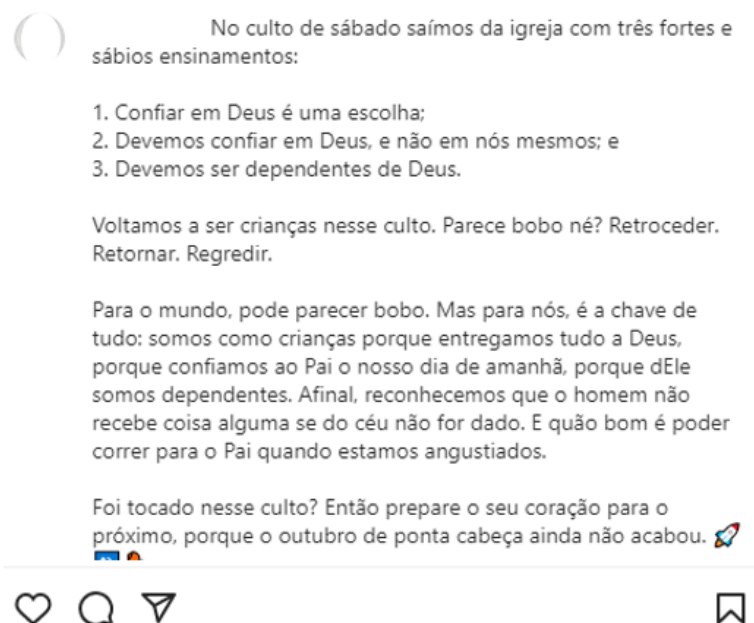 No culto de sábado saímos da igreja com três fortes e
sábios ensinamentos:
1. Confiar em Deus é uma escolha;
2. Devemos confiar em Deus, e não em nós mesmos; e
3. Devemos ser dependentes de Deus.
Voltamos a ser crianças nesse culto. Parece bobo né? Retroceder.
Retornar. Regredir.
Para o mundo, pode parecer bobo. Mas para nós, é a chave de
tudo: somos como crianças porque entregamos tudo a Deus,
porque confiamos ao Pai o nosso dia de amanhã, porque dEle
somos dependentes. Afinal, reconhecemos que o homem não
recebe coisa alguma se do céu não for dado. E quão bom é poder
correr para o Pai quando estamos angustiados.
Foi tocado nesse culto? Então prepare o seu coração para o
próximo, porque o outubro de ponta cabeça ainda não acabou. 🚀